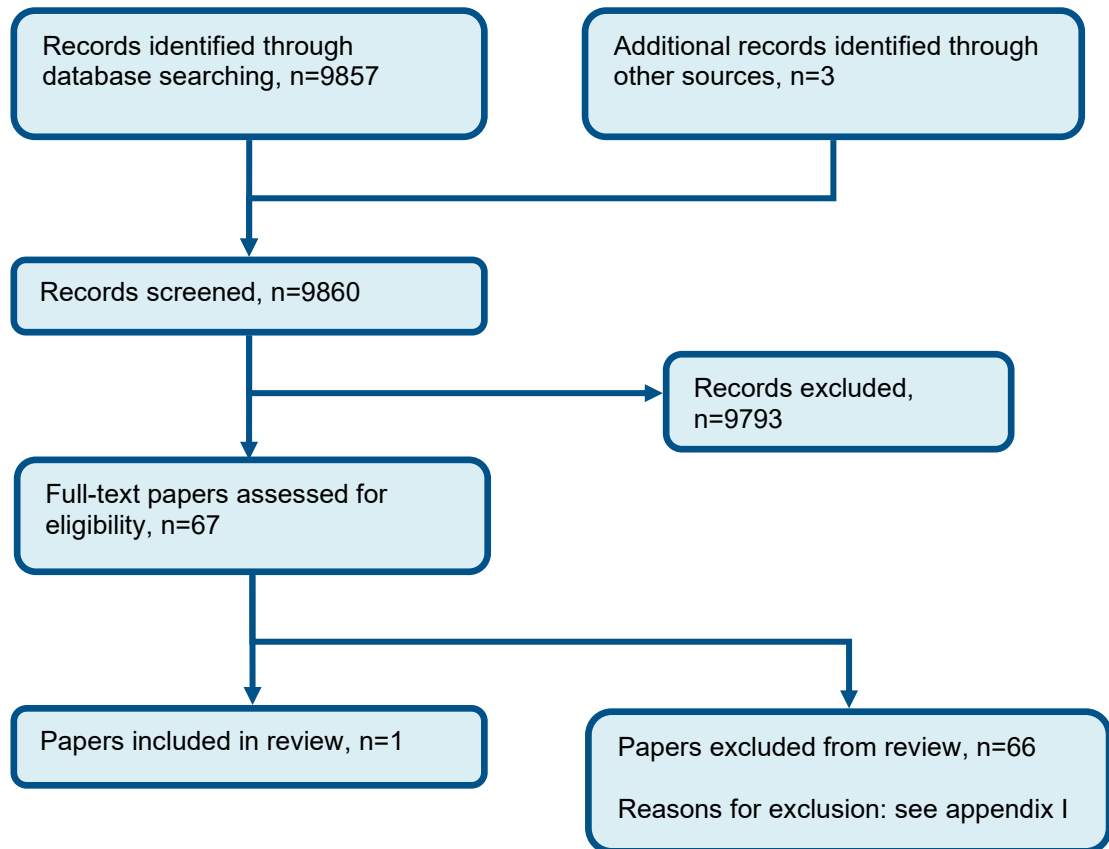 Records identified through
database searching, n=9857
Additional records identified through
other sources, n=3
Records screened, n=9860
Records excluded,
n=9793
Full-text papers assessed for
eligibility, n=67
Papers included in review, n=1
Papers excluded from review, n=66
Reasons for exclusion: see appendix I